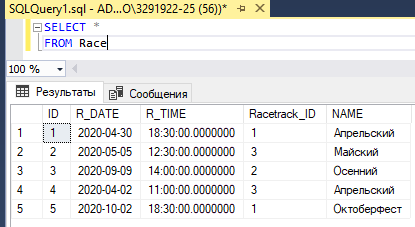 SQLQuery1.sql - AD...O\3291922-25 (56))*
SELECT *
FROM Race
100 %
Результаты Сообщения
ID R_DATE R_TIME Racetrack_ID NAME
1 1 2020-04-30 18:30:00.0000000 1 Апрельский
2 2 2020-05-05 12:30:00.0000000 3 Майский
3 3 2020-09-09 14:00:00.0000000 2 Осенний
4 4 2020-04-02 11:00:00.0000000 3 Апрельский
5 5 2020-10-02 18:30:00.0000000 1 Октоберфест